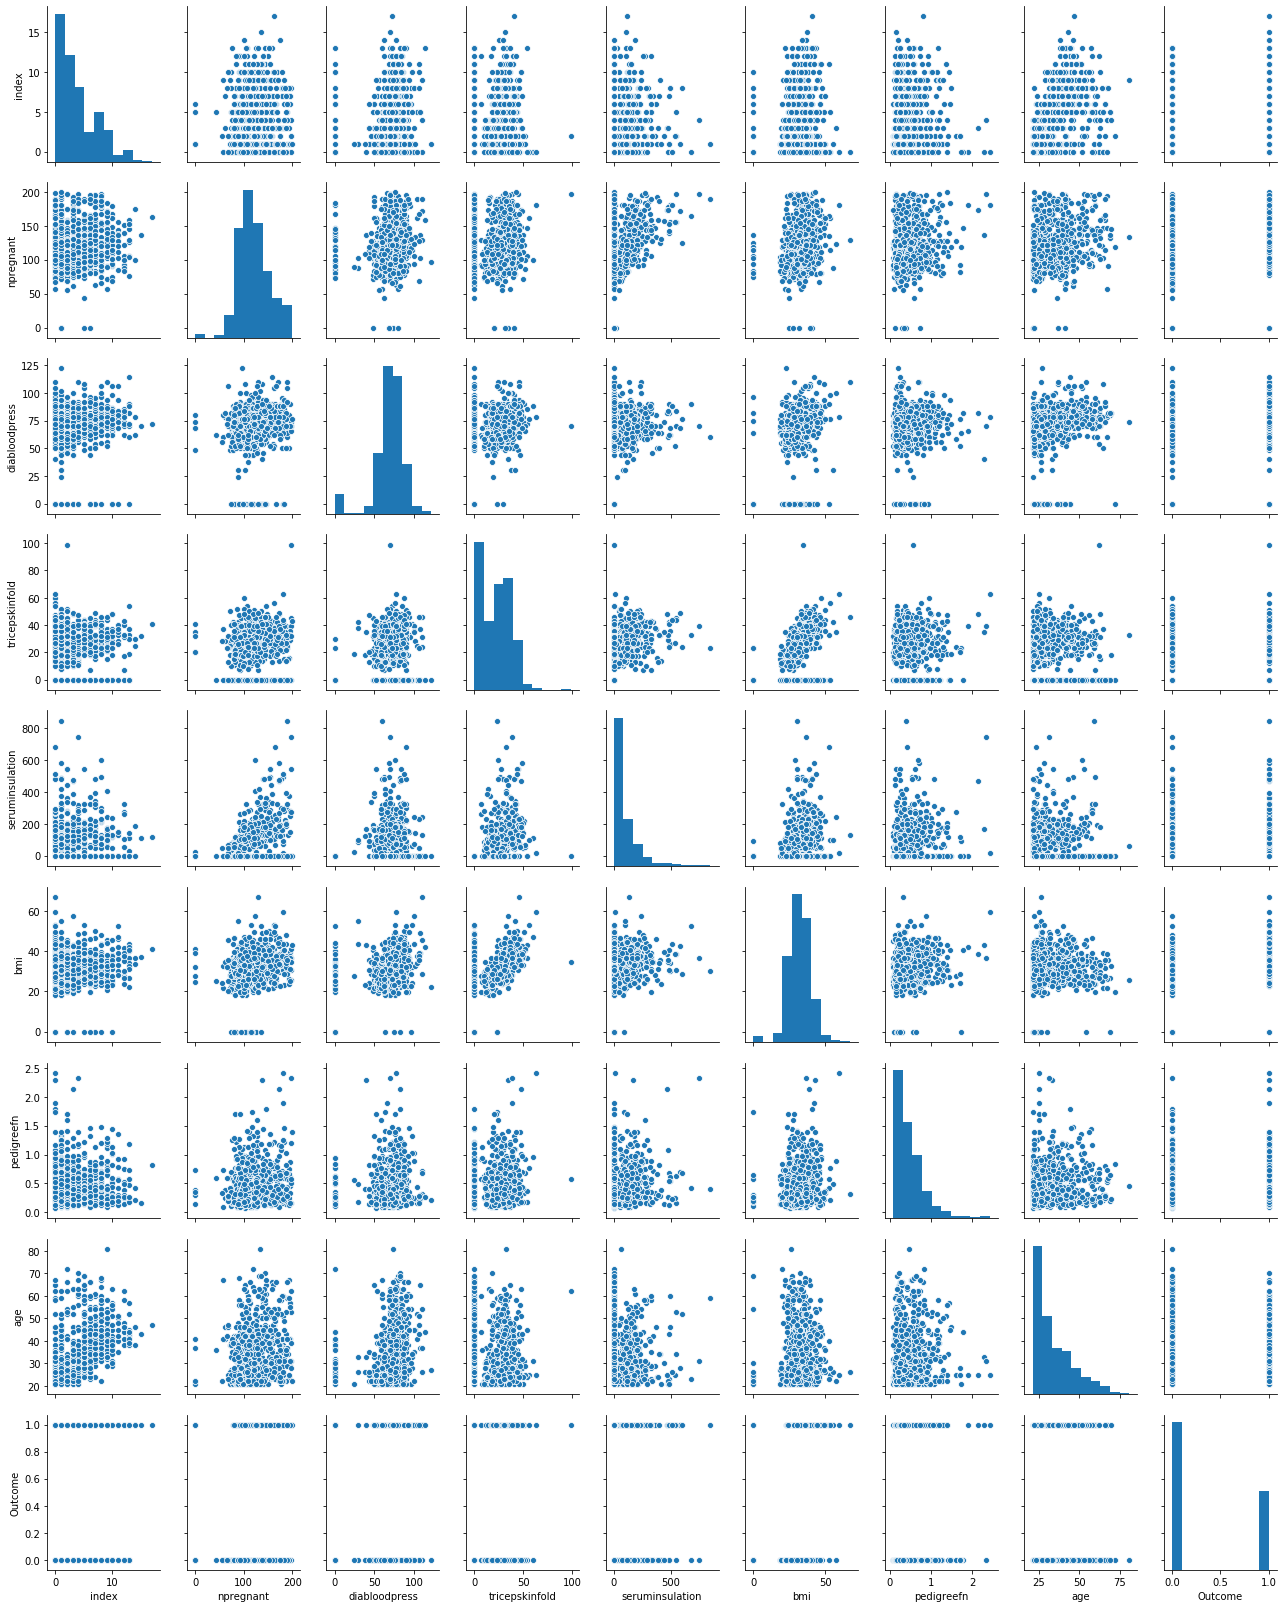 15
10
5
0
index
200
150
100
50
0
npregnant
125
100
75
50
25
0
diabloodpress
100
80
60
40
20
0
tricepskinfold
800
600
400
200
0
seruminsulation
60
40
20
0
bmi
2.5
2.0
1.5
1.0
0.5
0.0
pedigreefn
80
70
60
50
40
30
20
age
1.0
0.8
0.6
0.4
0.2
0.0
Outcome
0 10
index
0 100 200
npregnant
0 50 100
diabloodpress
0 50 100
tricepskinfold
0 500
seruminsulation
0 50
bmi
0 1 2
pedigreefn
25 50 75
age
0.0 0.5 1.0
Outcome